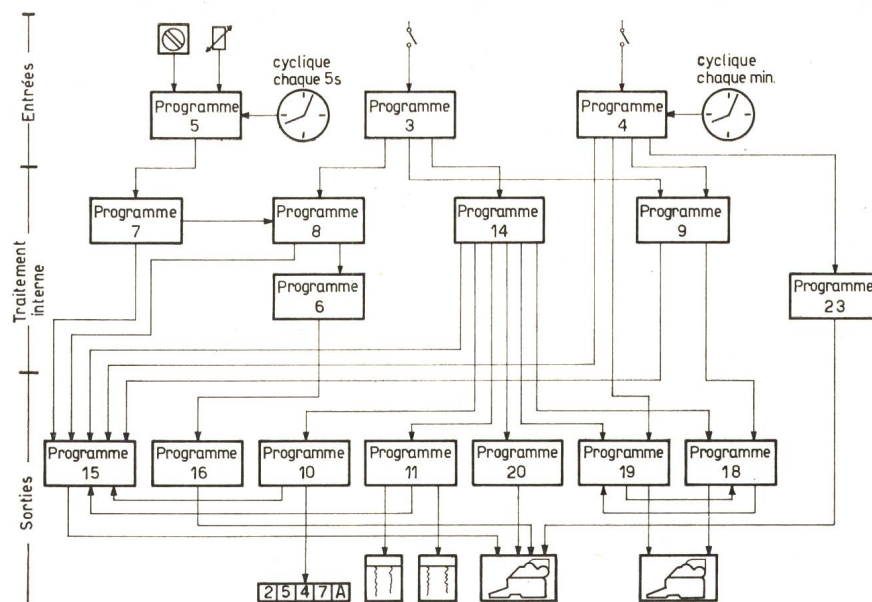 Entrées
cyclique
chaque 5s
cyclique
chaque min.
Programme
5
Programme
3
Programme
4
Traitement
interne
Programme
7
Programme
8
Programme
14
Programme
9
Programme
6
Programme
23
Sorties
Programme
15
Programme
16
Programme
10
Programme
11
Programme
20
Programme
19
Programme
18
2 5 4 7 A